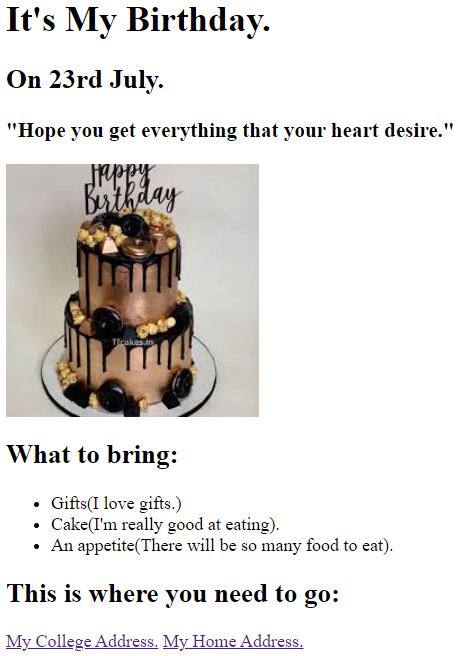 It's My Birthday.
On 23rd July.
"Hope you get everything that your heart desire."
Happy
Birthday
Tfcakes.in
What to bring:
Gifts(I love gifts.)
Cake(I'm really good at eating).
An appetite(There will be so many food to eat).
This is where you need to go:
My College Address. My Home Address.